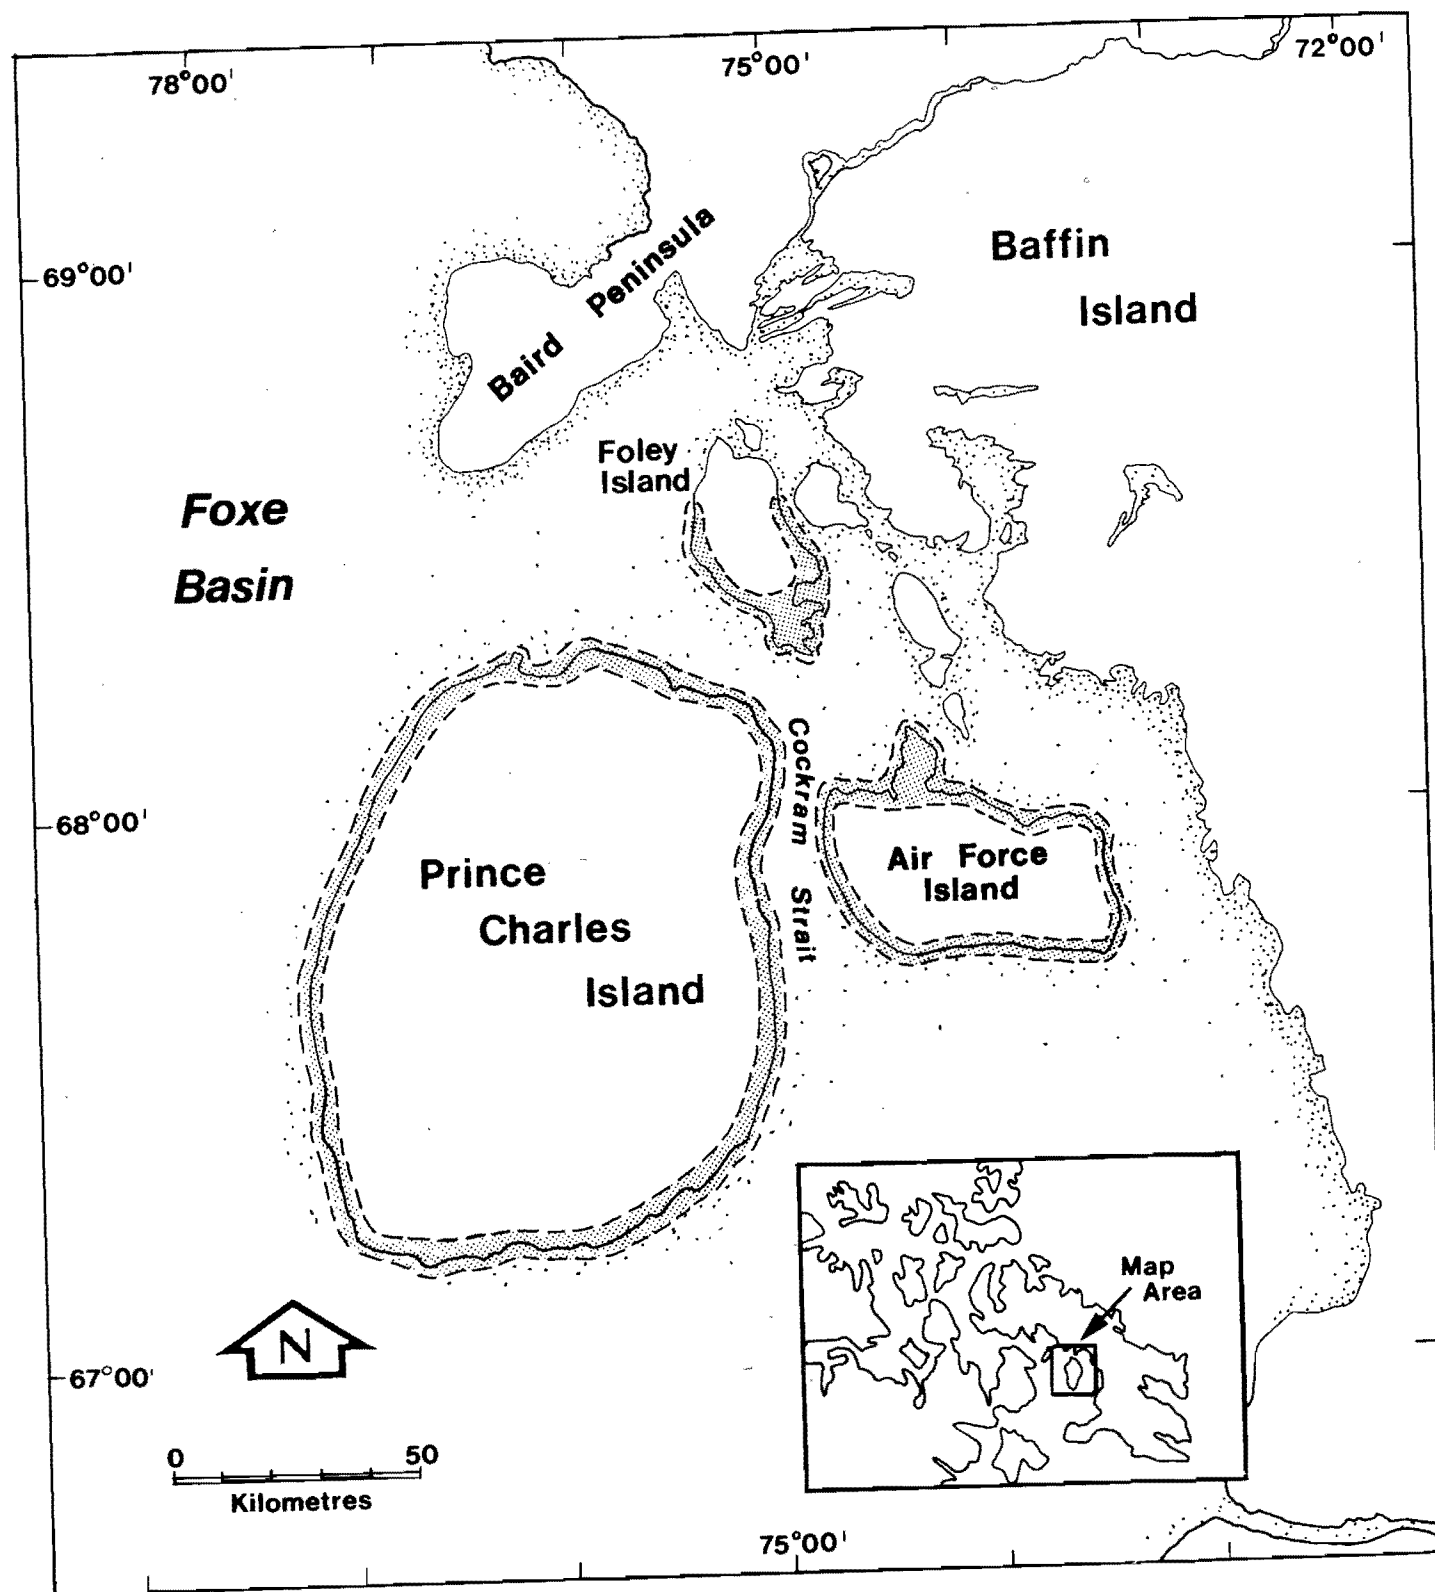 78°00'
75°00'
72°00'
69°00'
Baird Peninsula
Baffin
Island
Foley
Island
Foxe
Basin
Cockram Strait
68°00'
Prince
Charles
Island
Air Force
Island
Map
Area
N
67°00'
0 50
Kilometres
75°00'